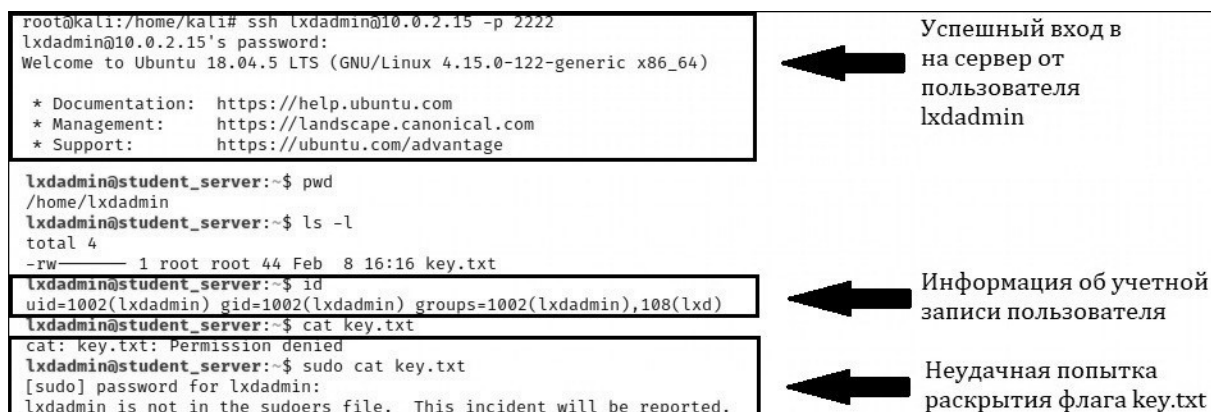 root@kali:/home/kali# ssh lxdadmin@10.0.2.15 -p 2222
lxdadmin@10.0.2.15's password:
Welcome to Ubuntu 18.04.5 LTS (GNU/Linux 4.15.0-122-generic x86_64)
* Documentation: https://help.ubuntu.com
* Management: https://landscape.canonical.com
* Support: https://ubuntu.com/advantage
Успешный вход в
на сервер от
пользователя
lxdadmin
lxdadmin@student_server:~$ pwd
/home/lxdadmin
lxdadmin@student_server:~$ ls -l
total 4
-rw------- 1 root root 44 Feb 8 16:16 key.txt
lxdadmin@student_server:~$ id
uid=1002(lxdadmin) gid=1002(lxdadmin) groups=1002(lxdadmin),108(lxd)
Информация об учетной
записи пользователя
lxdadmin@student_server:~$ cat key.txt
cat: key.txt: Permission denied
lxdadmin@student_server:~$ sudo cat key.txt
[sudo] password for lxdadmin:
lxdadmin is not in the sudoers file. This incident will be reported.
Неудачная попытка
раскрытия флага key.txt